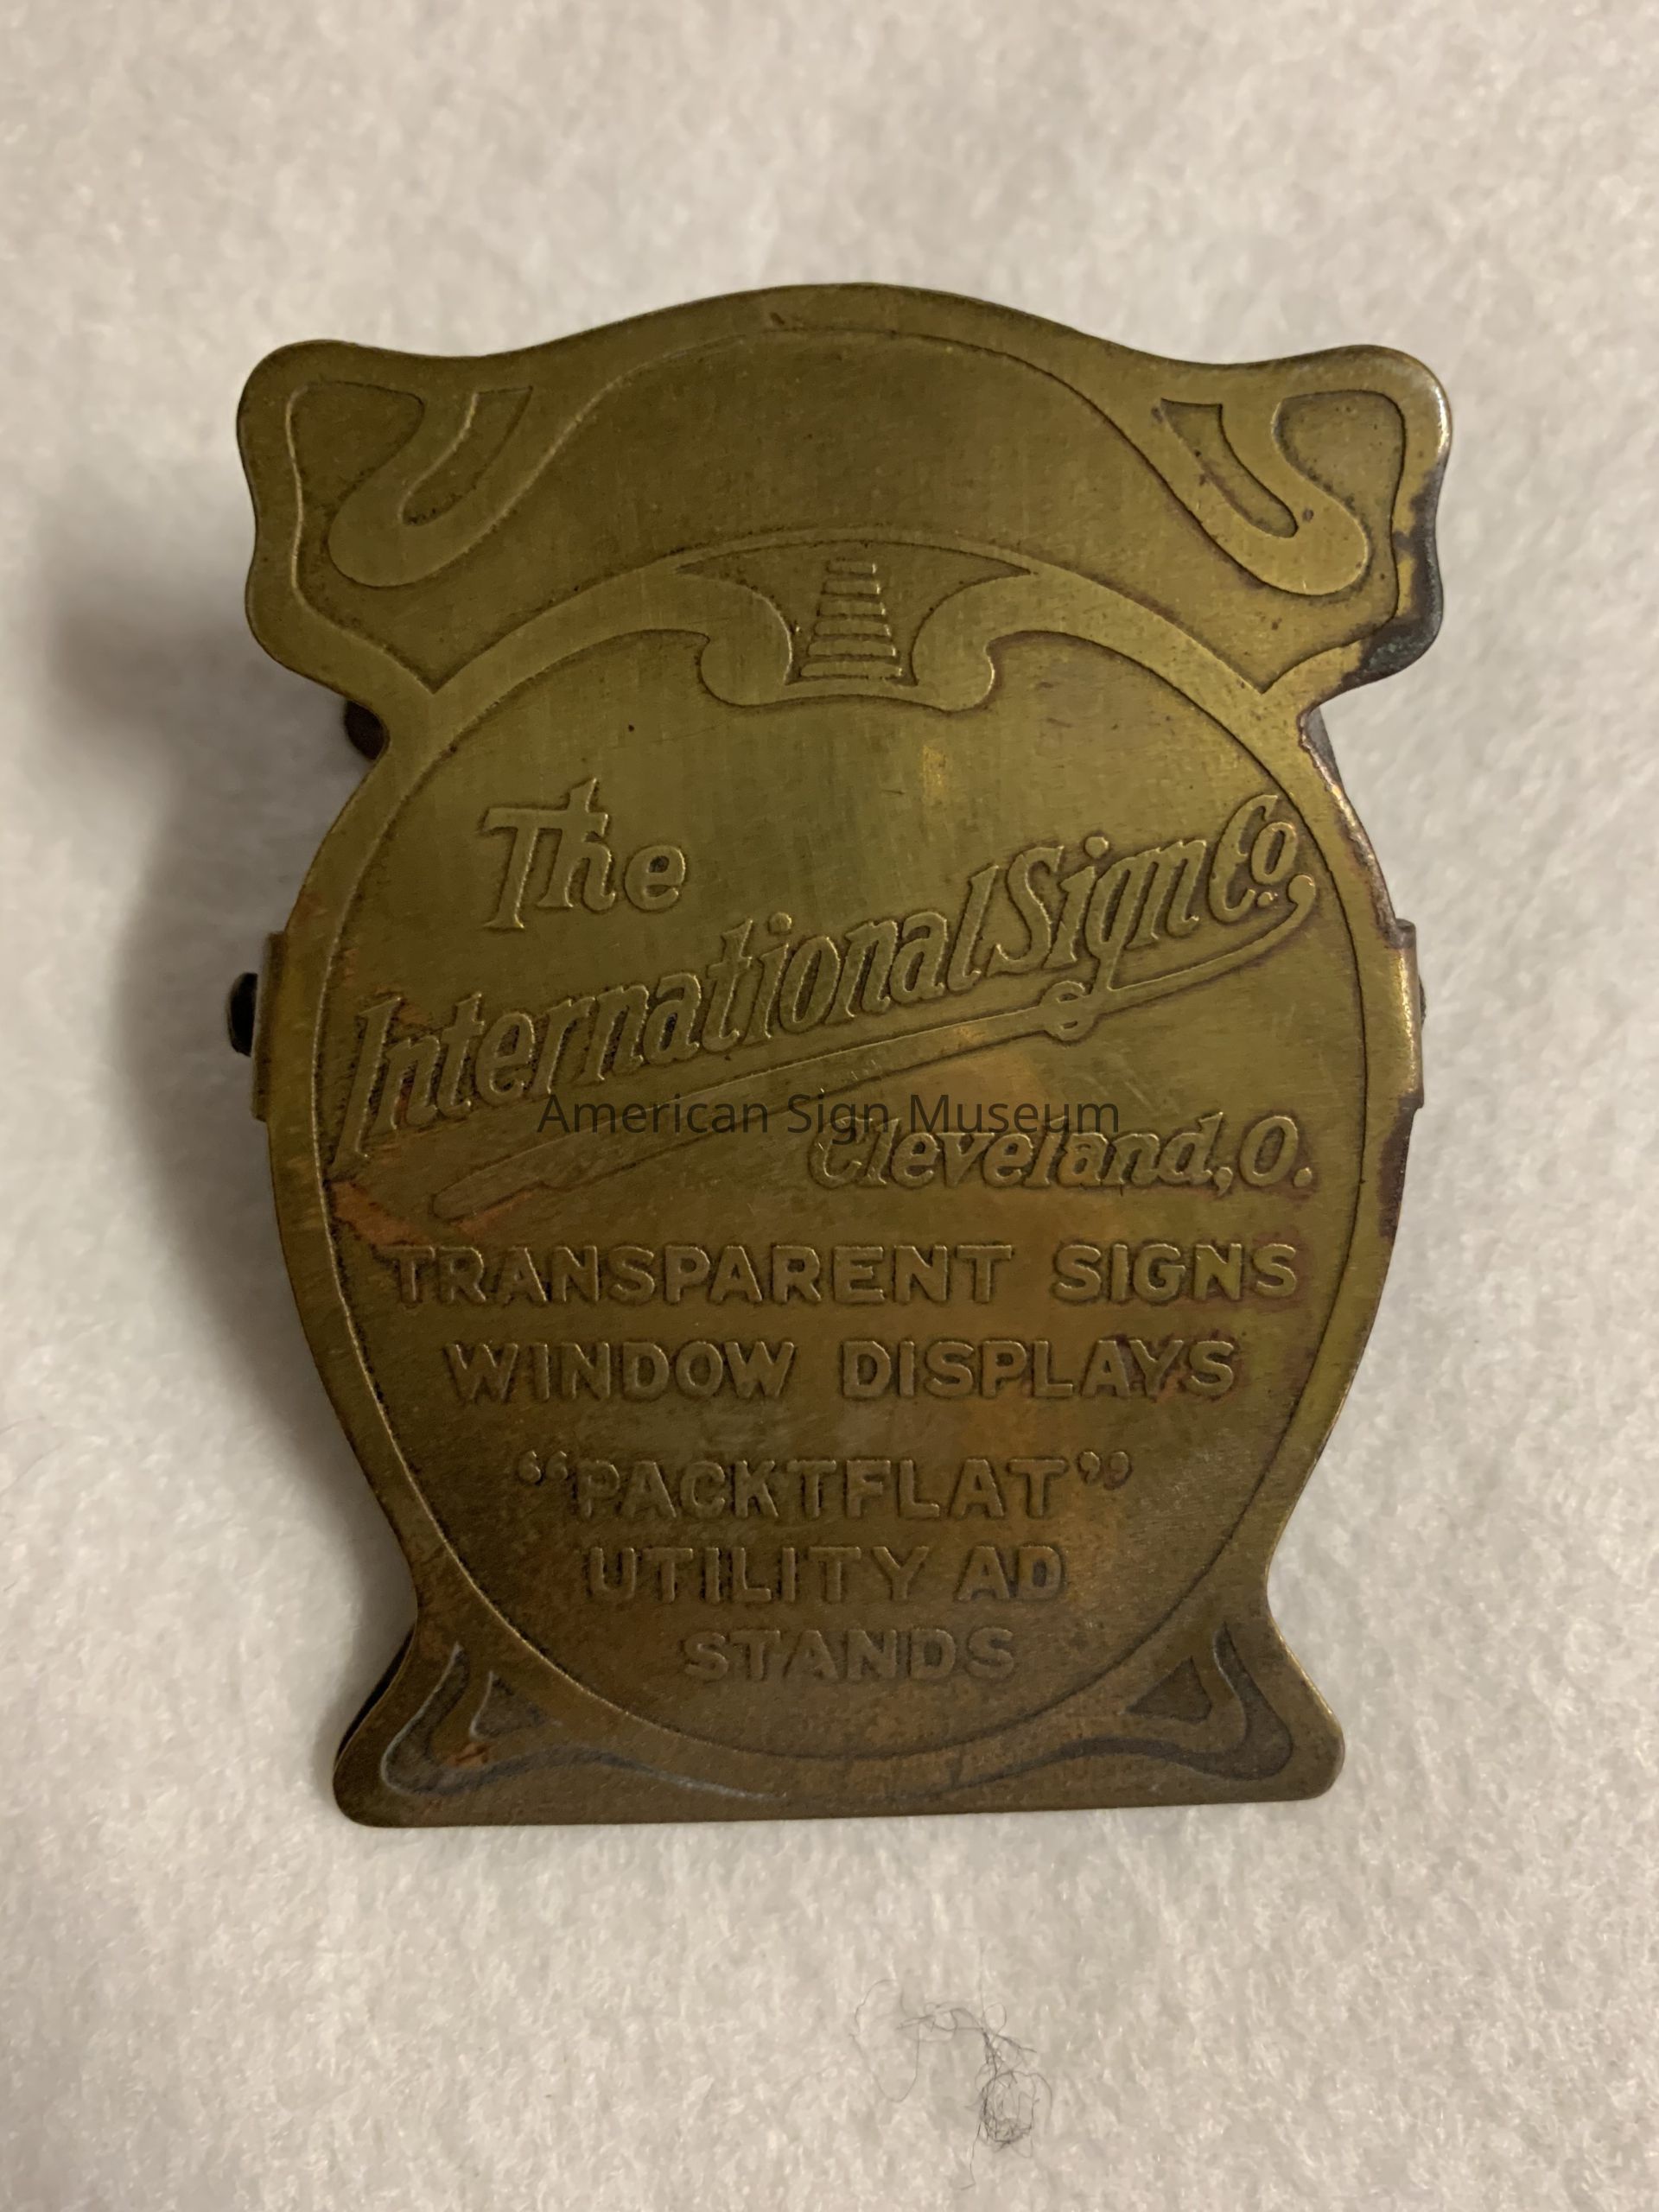 The
International Sign Co.
American Sign Museum
Cleveland, O.
TRANSPARENT SIGNS
WINDOW DISPLAYS
“PACKTFLAT”
UTILITY AD
STANDS